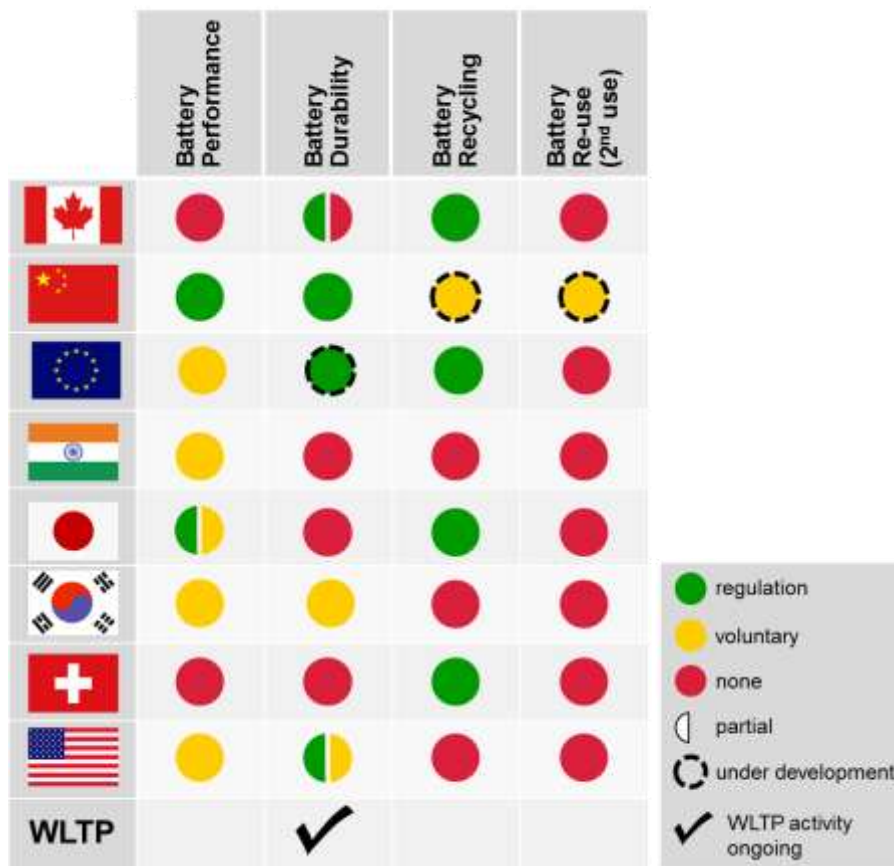 Battery
Performance
Battery
Durability
Battery
Recycling
Battery
Re-use
(2nd use)
WLTP
regulation
voluntary
none
partial
under development
WLTP activity
ongoing